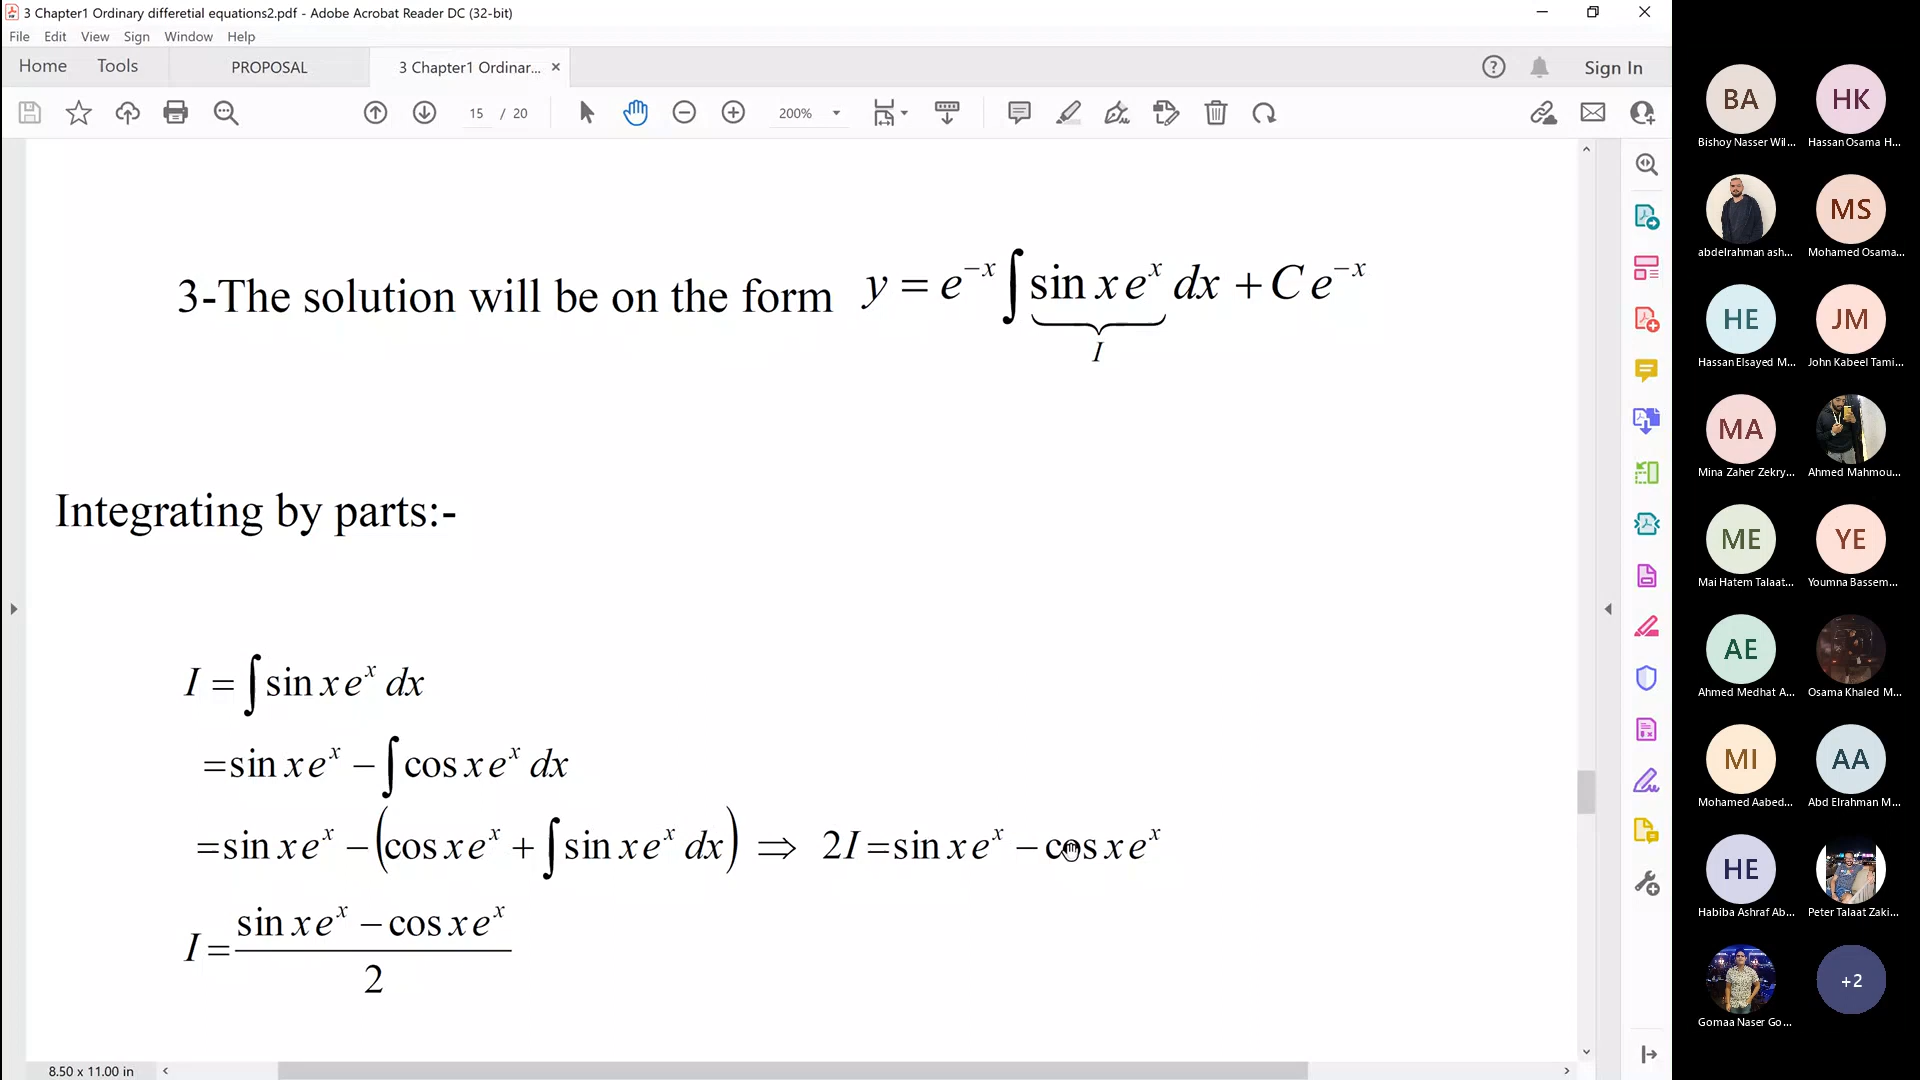 3 Chapter1 Ordinary differetial equations2.pdf - Adobe Acrobat Reader DC (32-bit)
File Edit View Sign Window Help
Home Tools PROPOSAL 3 Chapter1 Ordinar... × Sign In
15 / 20 200%
3-The solution will be on the form y = e^{-x} ∫ sin x e^x dx + C e^{-x}
I
Integrating by parts:-
I = ∫ sin x e^x dx
= sin x e^x − ∫ cos x e^x dx
= sin x e^x − (cos x e^x + ∫ sin x e^x dx) ⇒ 2I = sin x e^x − cos x e^x
I = (sin x e^x − cos x e^x) / 2
8.50 x 11.00 in
BA HK
Bishoy Nasser Wil... Hassan Osama H...
MS
abdelrahman ash... Mohamed Osama...
HE JM
Hassan Elsayed M... John Kabeel Tami...
MA
Mina Zaher Zekry... Ahmed Mahmou...
ME YE
Mai Hatem Talaat... Youmna Bassem...
AE
Ahmed Medhat A... Osama Khaled M...
MI AA
Mohamed Aabed... Abd Elrahman M...
HE
Habiba Ashraf Ab... Peter Talaat Zaki...
+2
Gomaa Naser Go...